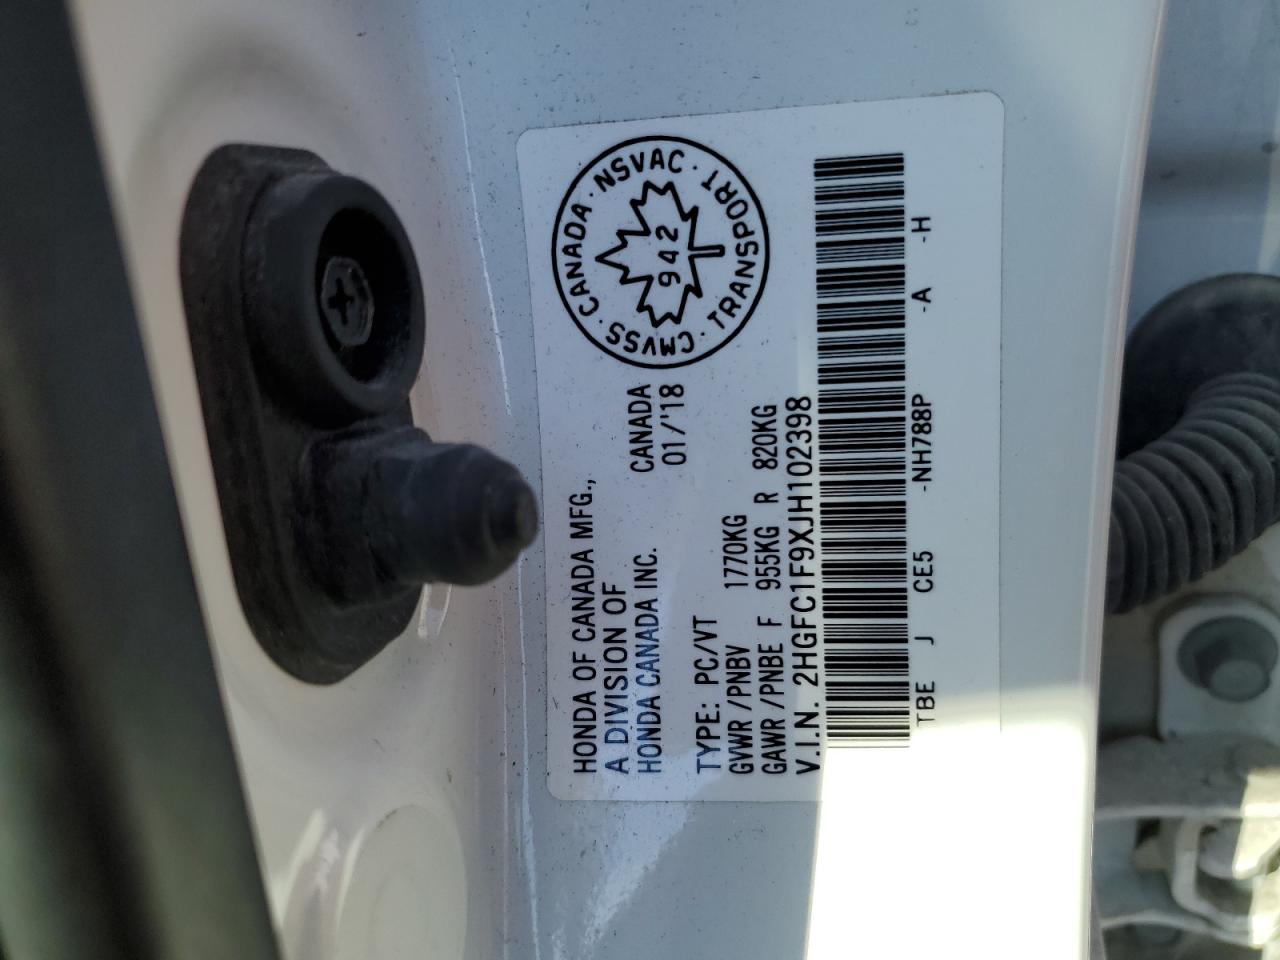 HONDA OF CANADA MFG.,
A DIVISION OF
HONDA CANADA INC.
CANADA
01/'18
CMVSS · CANADA · NSVAC · TRANSPORT ·
942
TYPE: PC/VT
GVWR/PNBV 1770KG
GAWR/PNBE F 955KG R 820KG
V.I.N. 2HGFC1F9XJH102398
TBE J CE5 -NH788P -A -H